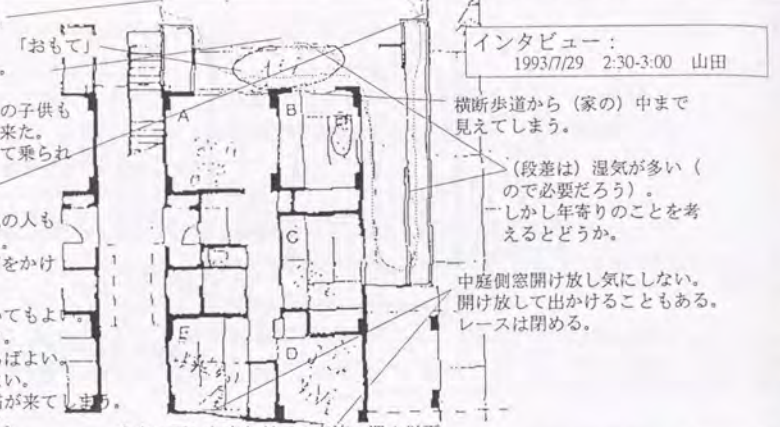 「おもて」
インタビュー：
1993/7/29 2:30-3:00 山田
の子供も
来た。
て乗られ
横断歩道から（家の）中まで
見えてしまう。
（段差は）湿気が多い（
ので必要だろう）。
しかし年寄りのことを考
えるとどうか。
の人も
をかけ
中庭側窓開け放し気にしない。
開け放して出かけることもある。
レースは閉める。
てもよい。
ばよい。
い。
が来てしまう。
A
B
C
D
E